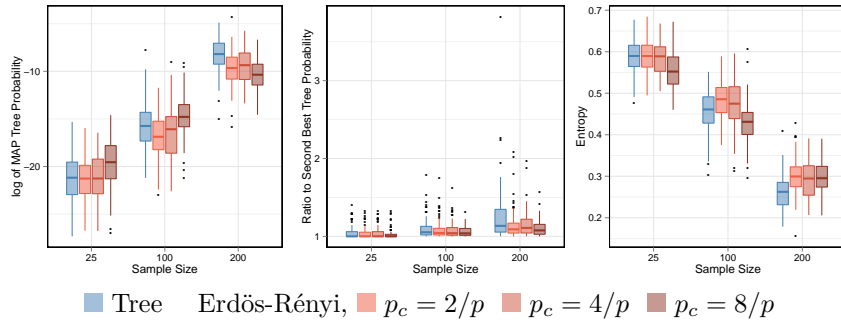 log of MAP Tree Probability
−10
−20
25
100
200
Sample Size
Ratio to Second Best Tree Probability
3
2
1
25
100
200
Sample Size
Entropy
0.7
0.6
0.5
0.4
0.3
0.2
25
100
200
Sample Size
Tree Erdös-Rényi, p_c = 2/p p_c = 4/p p_c = 8/p